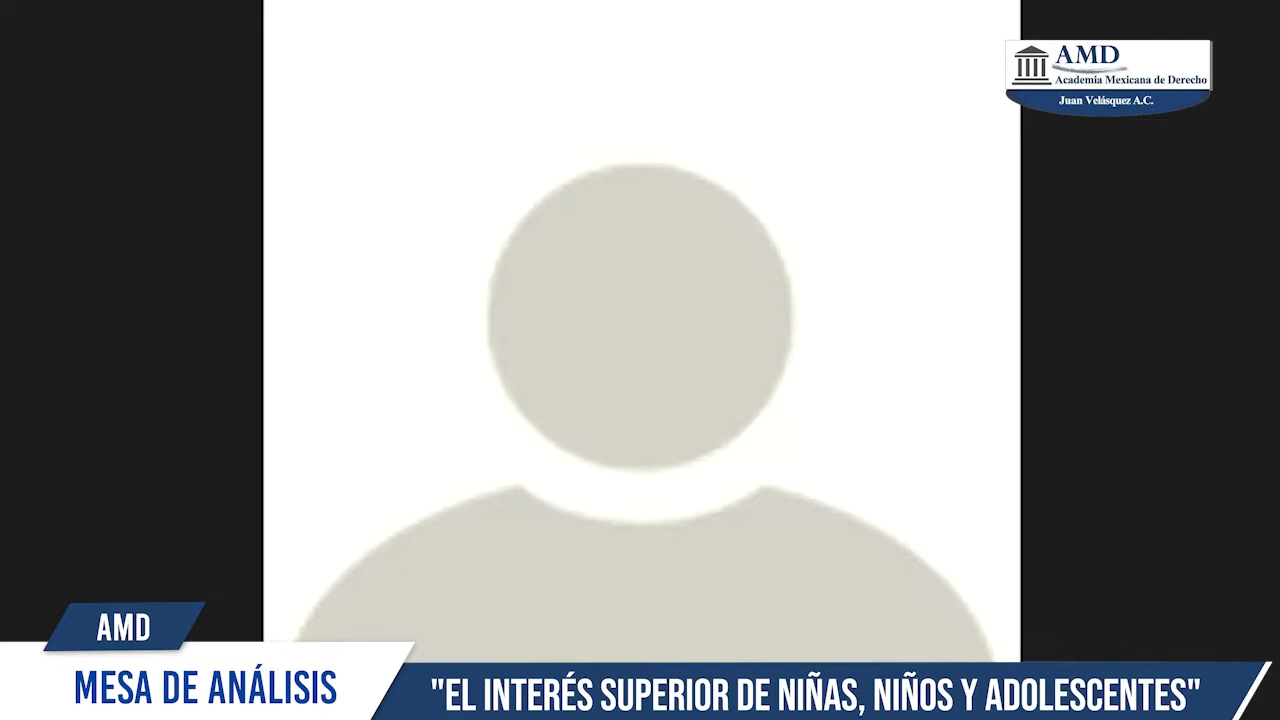 AMD
Academia Mexicana de Derecho
Juan Velásquez A.C.
AMD
MESA DE ANÁLISIS
"EL INTERÉS SUPERIOR DE NIÑAS, NIÑOS Y ADOLESCENTES"